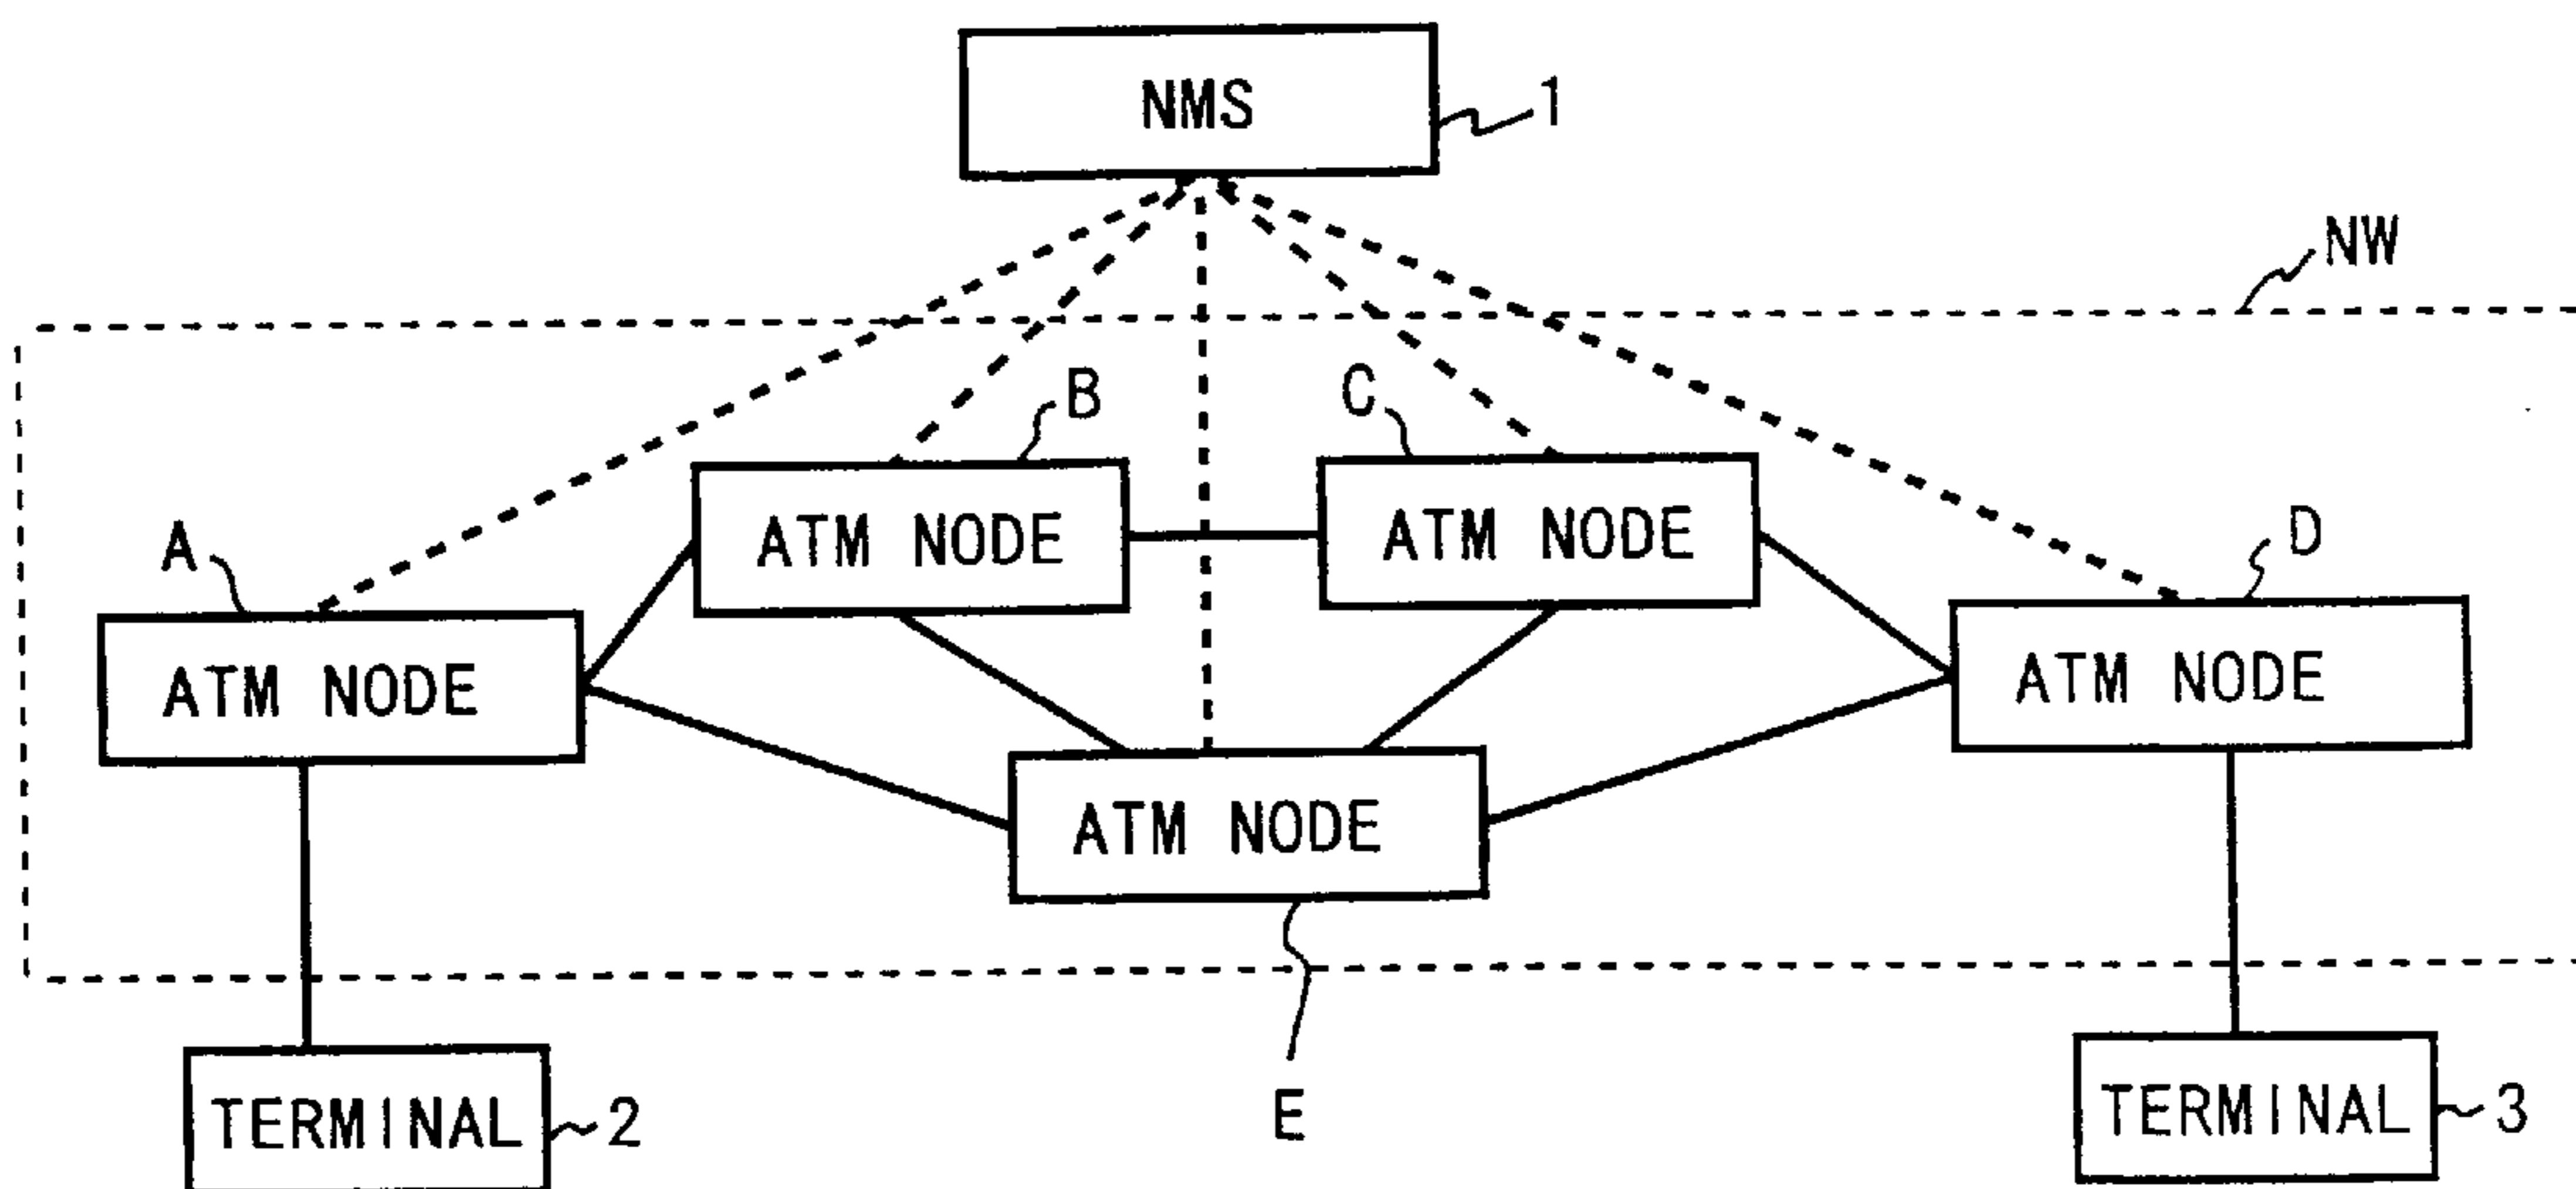 NMS
1
NW
B
C
A
ATM NODE
ATM NODE
D
ATM NODE
ATM NODE
ATM NODE
E
TERMINAL
2
TERMINAL
3